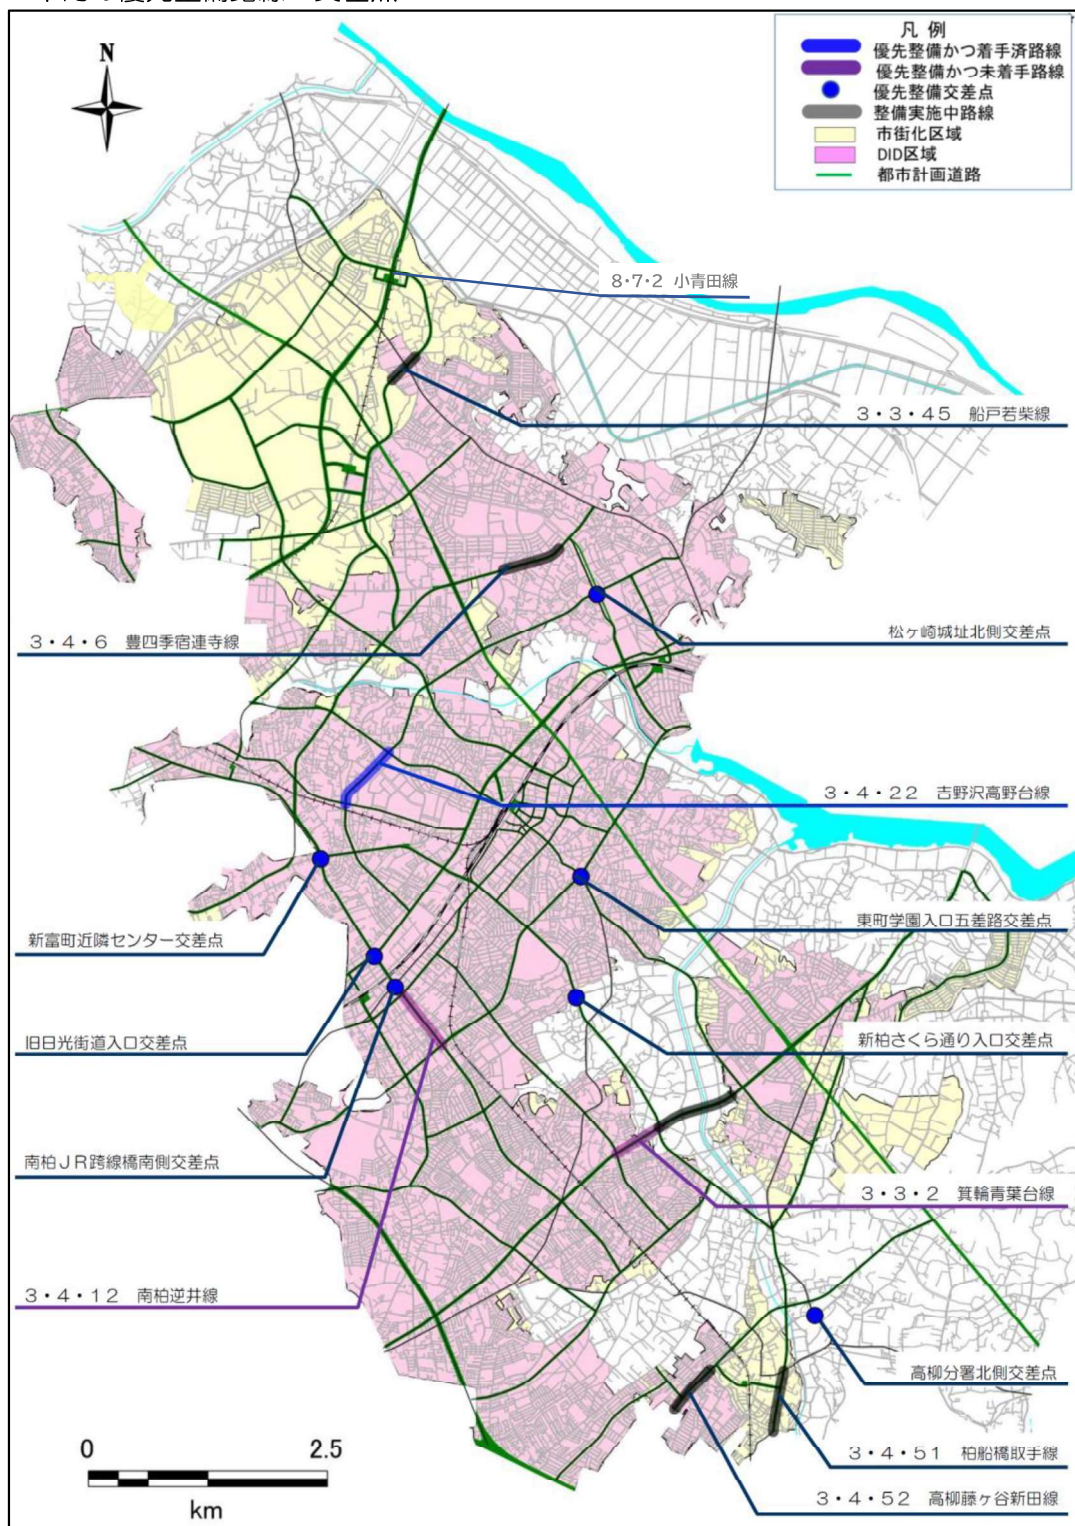 N
凡 例
優先整備かつ着手済路線
優先整備かつ未着手路線
優先整備交差点
整備実施中路線
市街化区域
DID区域
都市計画道路
8・7・2 小青田線
3・3・45 船戸若柴線
3・4・6 豊四季宿連寺線
松ヶ崎城址北側交差点
3・4・22 吉野沢高野台線
新富町近隣センター交差点
東町学園入口五差路交差点
旧日光街道入口交差点
新柏さくら通り入口交差点
南柏JR跨線橋南側交差点
3・3・2 箕輪青葉台線
3・4・12 南柏逆井線
高柳分署北側交差点
3・4・51 柏船橋取手線
3・4・52 高柳藤ヶ谷新田線
0 2.5
km